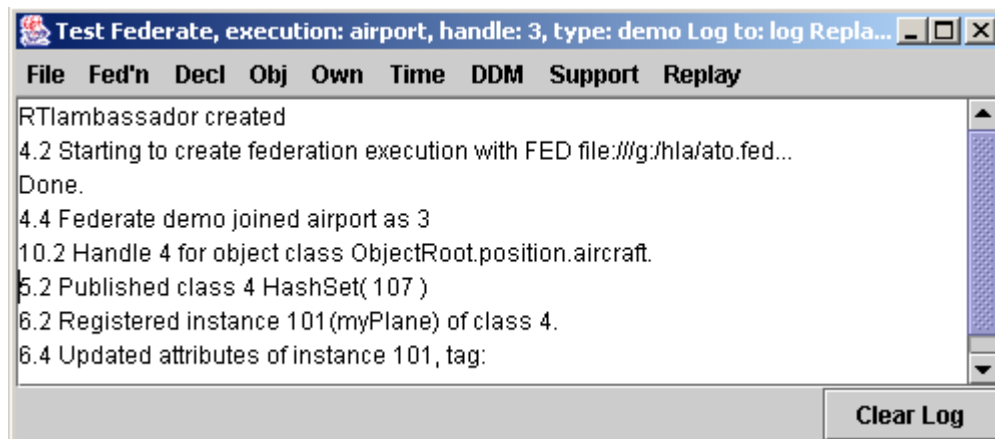 Test Federate, execution: airport, handle: 3, type: demo Log to: log Repla...
File Fed'n Decl Obj Own Time DDM Support Replay
RTIambassador created
4.2 Starting to create federation execution with FED file:///g:/hla/ato.fed...
Done.
4.4 Federate demo joined airport as 3
10.2 Handle 4 for object class ObjectRoot.position.aircraft.
5.2 Published class 4 HashSet( 107 )
6.2 Registered instance 101(myPlane) of class 4.
6.4 Updated attributes of instance 101, tag:
Clear Log